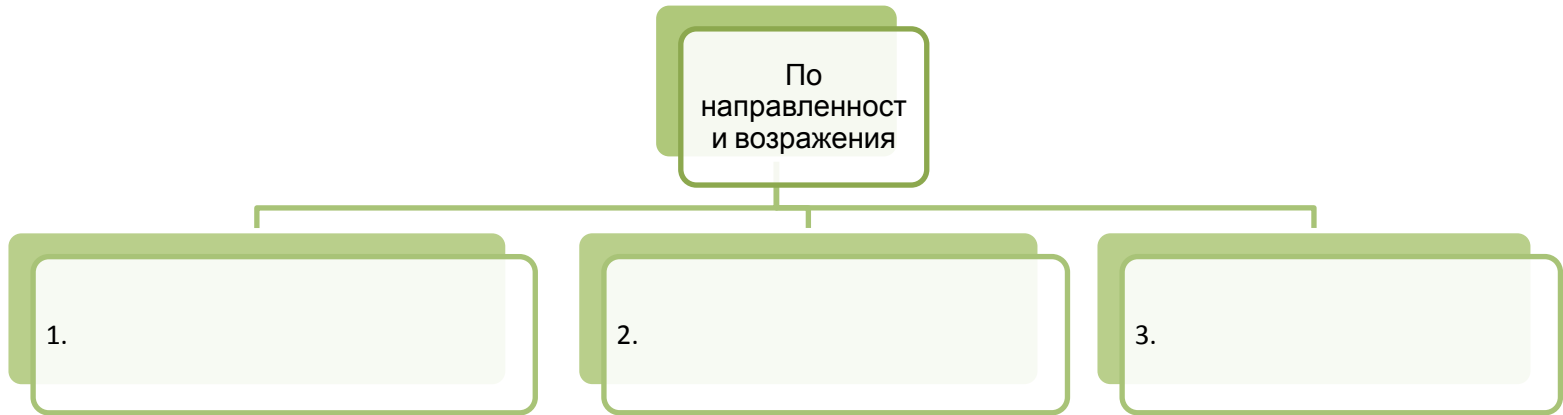 По
направленност
и возражения
1.
2.
3.